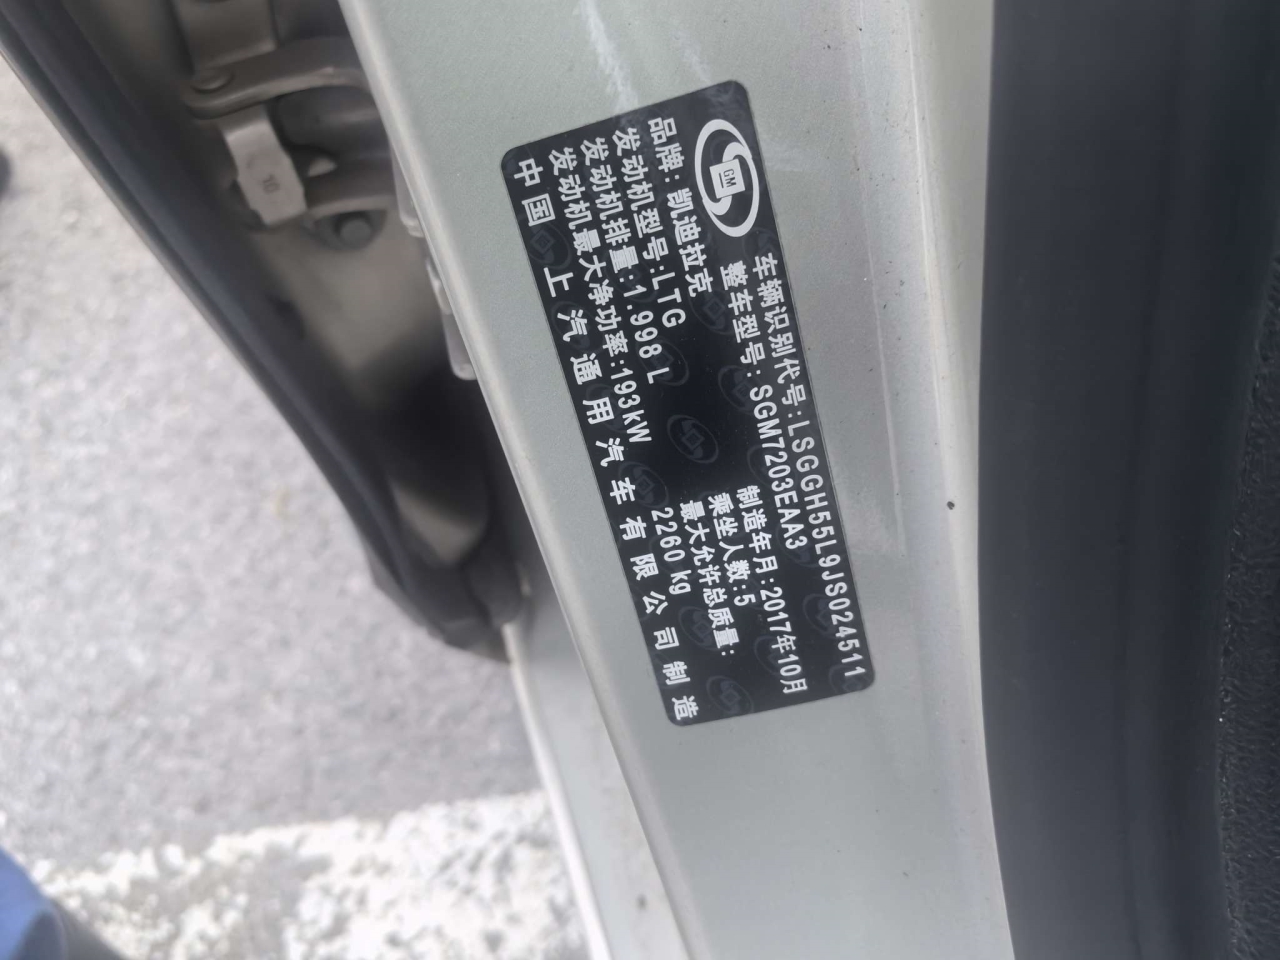 GM
车辆识别代号:LSGGH55L9JS024511
整车型号:SGM7203EAA3
品牌:凯迪拉克
制造年月:2017年10月
发动机型号:LTG
乘坐人数:5
发动机排量:1.998L
最大允许总质量:
发动机最大净功率:193kW
2260kg
中国 上汽通用汽车有限公司制造